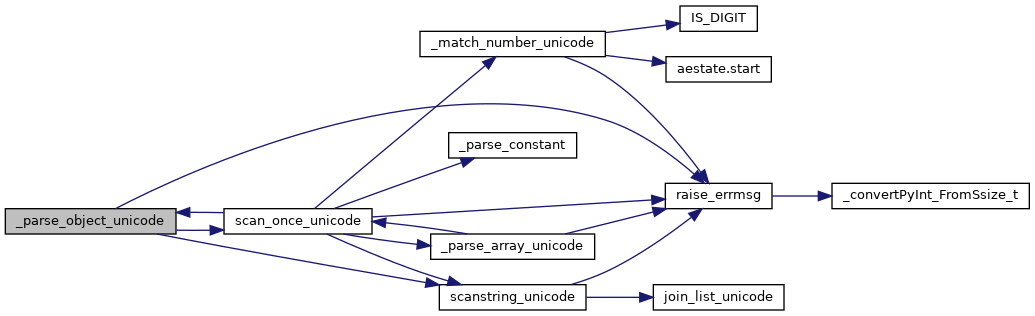 _parse_object_unicode
scan_once_unicode
_match_number_unicode
_parse_constant
_parse_array_unicode
scanstring_unicode
IS_DIGIT
aestate.start
raise_errmsg
join_list_unicode
_convertPyInt_FromSsize_t